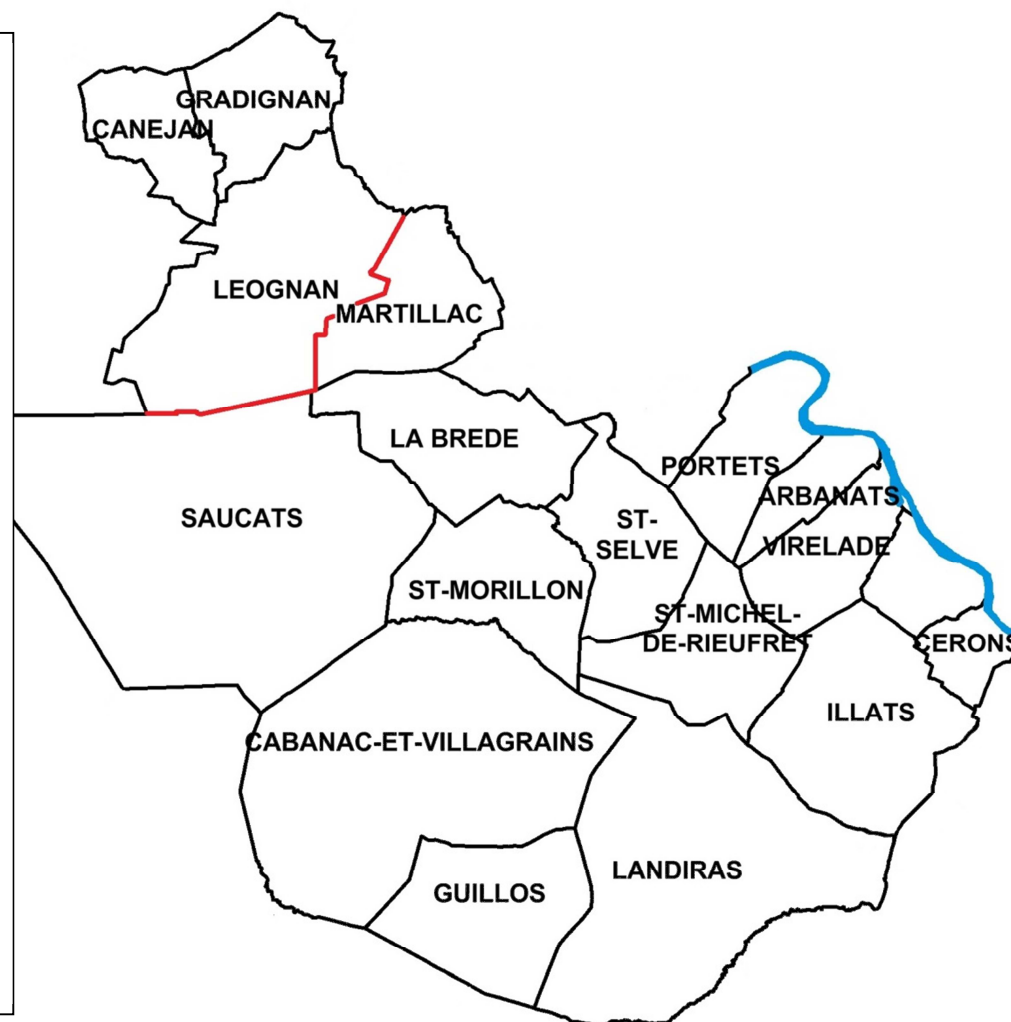 GRADIGNAN
CANEJAN
LEOGNAN
MARTILLAC
LA BREDE
PORTETS
ARBANATS
SAUCATS
ST-
SELVE
VIRELADE
ST-MORILLON
ST-MICHEL-
DE-RIEUFRET
CERONS
ILLATS
CABANAC-ET-VILLAGRAINS
LANDIRAS
GUILLOS